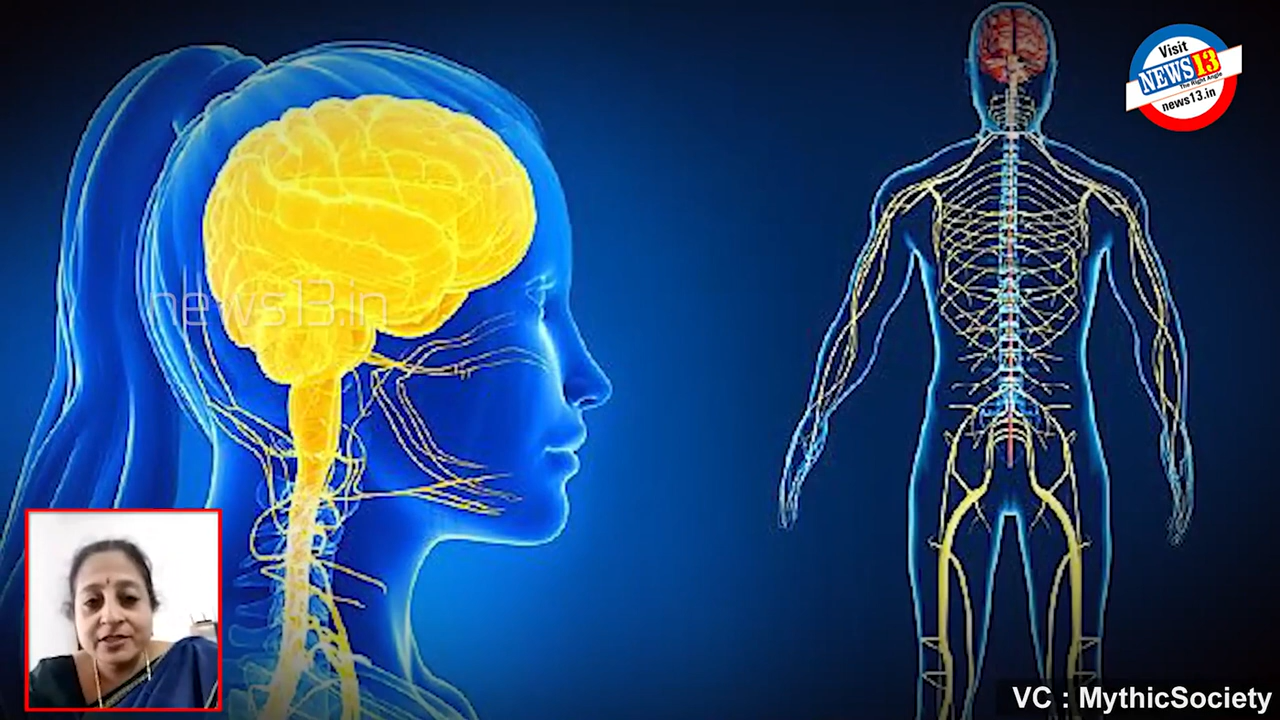 Visit
NEWS13
The Right Angle
news13.in
news13.in
VC : MythicSociety